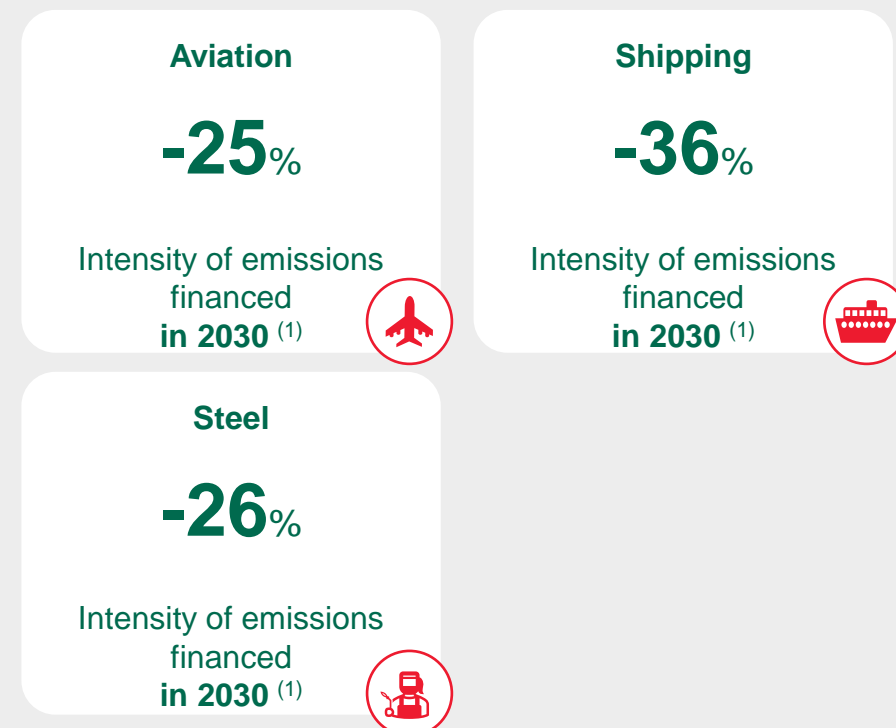 Aviation
-25%
Intensity of emissions
financed
in 2030 (1)
Shipping
-36%
Intensity of emissions
financed
in 2030 (1)
Steel
-26%
Intensity of emissions
financed
in 2030 (1)